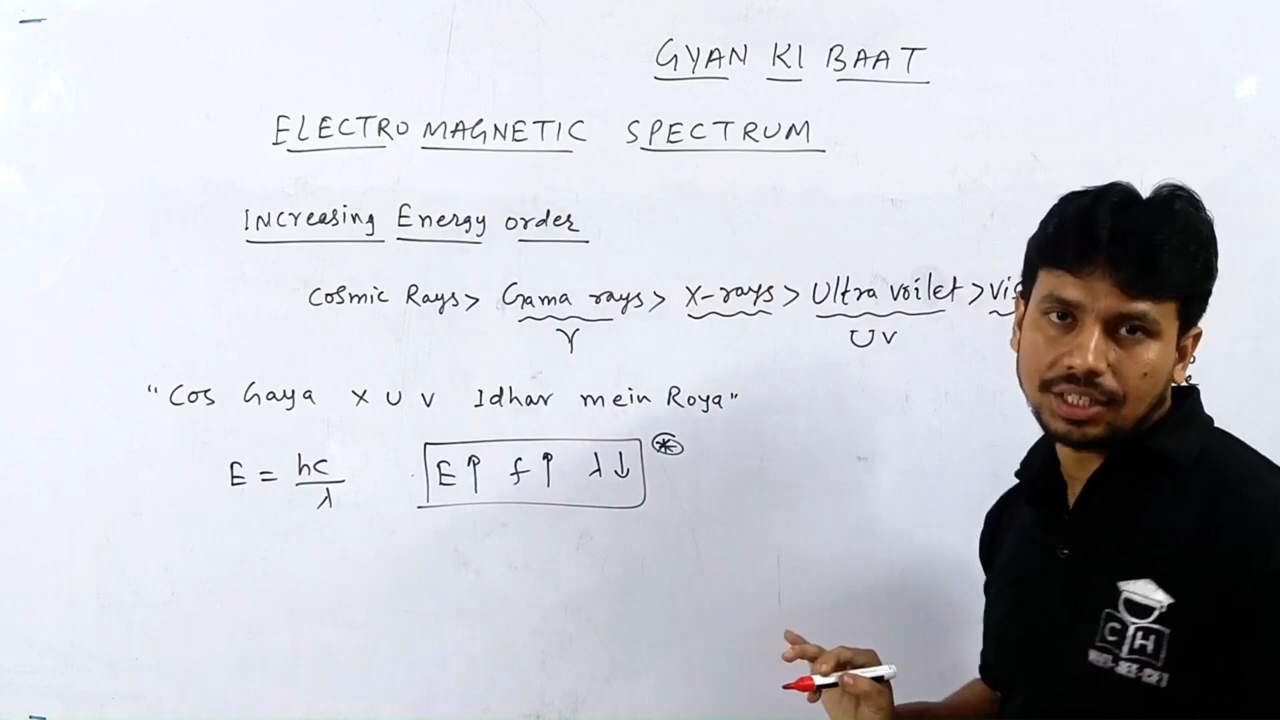 GYAN KI BAAT
ELECTROMAGNETIC SPECTRUM
INCreasing Energy order
Cosmic Rays > Gama rays > X-rays > Ultra voilet >
γ UV
"Cos Gaya X U V Idhar mein Roya"
E = hc/λ E↑ f↑ λ↓ *
C H